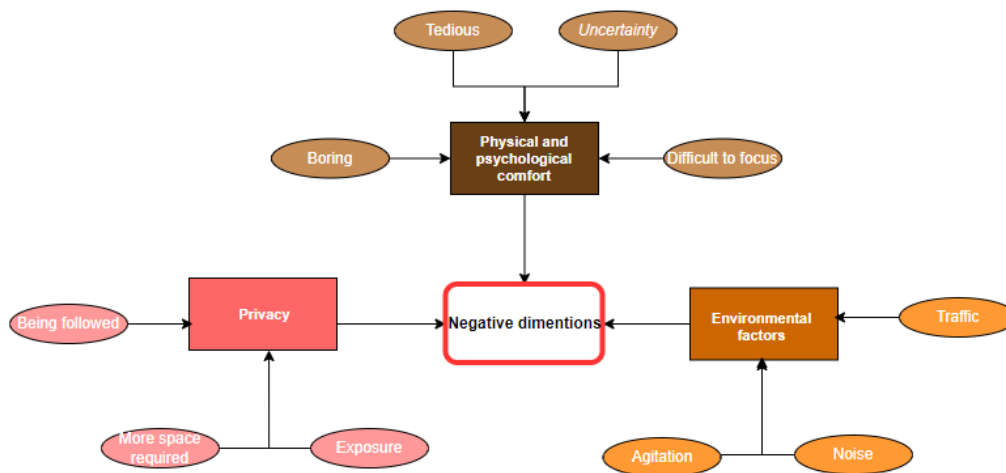 Tedious
Uncertainty
Physical and
psychological
comfort
Boring
Difficult to focus
Being followed
Privacy
Negative dimentions
Environmental
factors
Traffic
More space
required
Exposure
Agitation
Noise